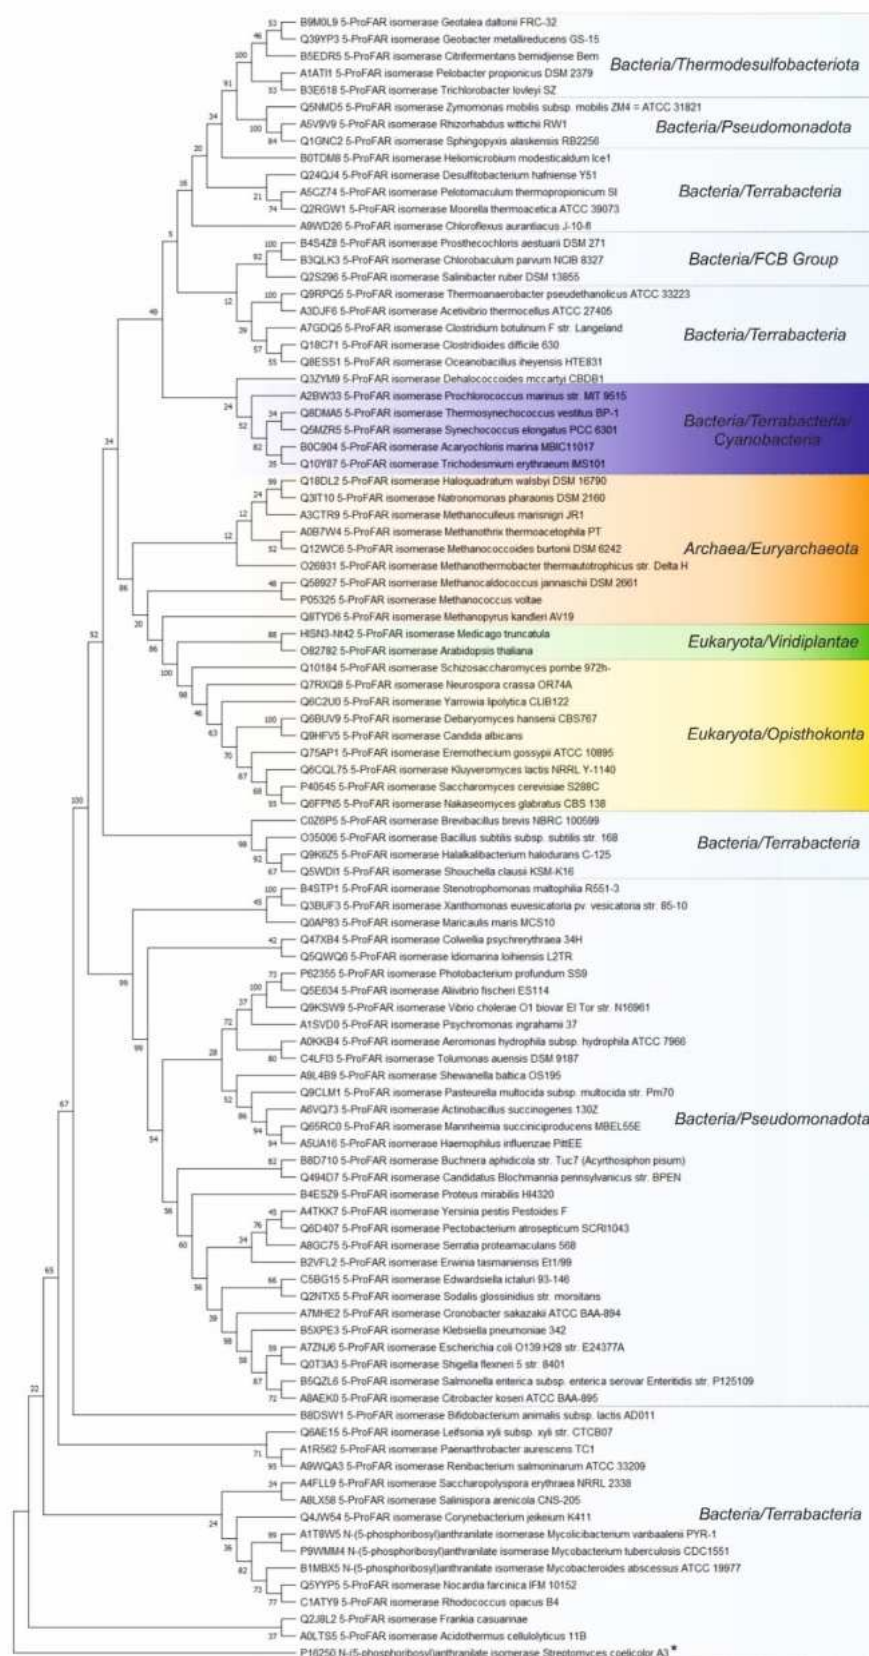 B9M0L9 5-ProFAR isomerase Geotalea daltonii FRC-32
Q39YP3 5-ProFAR isomerase Geobacter metallireducens GS-15
B5EDR5 5-ProFAR isomerase Citrifermentans bemidjiense Bem
A1ATI1 5-ProFAR isomerase Pelobacter propionicus DSM 2379
B3E618 5-ProFAR isomerase Trichlorobacter lovleyi SZ
Bacteria/Thermodesulfobacteriota
Q5NMD5 5-ProFAR isomerase Zymomonas mobilis subsp. mobilis ZM4 = ATCC 31821
A5V9V9 5-ProFAR isomerase Rhizorhabdus wittichii RW1
Q1GNC2 5-ProFAR isomerase Sphingopyxis alaskensis RB2256
Bacteria/Pseudomonadota
B0TDM8 5-ProFAR isomerase Heliomicrobium modesticaldum Ice1
Q24QJ4 5-ProFAR isomerase Desulfitobacterium hafniense Y51
A5CZ74 5-ProFAR isomerase Pelotomaculum thermopropionicum SI
Q2RGW1 5-ProFAR isomerase Moorella thermoacetica ATCC 39073
A9WD26 5-ProFAR isomerase Chloroflexus aurantiacus J-10-fl
Bacteria/Terrabacteria
B4S4Z8 5-ProFAR isomerase Prosthecochloris aestuarii DSM 271
B3QLK3 5-ProFAR isomerase Chlorobaculum parvum NCIB 8327
Q2S296 5-ProFAR isomerase Salinibacter ruber DSM 13855
Bacteria/FCB Group
Q9RPQ5 5-ProFAR isomerase Thermoanaerobacter pseudethanolicus ATCC 33223
A3DJF6 5-ProFAR isomerase Acetivibrio thermocellus ATCC 27405
A7GDQ5 5-ProFAR isomerase Clostridium botulinum F str. Langeland
Q18C71 5-ProFAR isomerase Clostridioides difficile 630
Q8ESS1 5-ProFAR isomerase Oceanobacillus iheyensis HTE831
Q3ZYM9 5-ProFAR isomerase Dehalococcoides mccartyi CBDB1
Bacteria/Terrabacteria
A2BW33 5-ProFAR isomerase Prochlorococcus marinus str. MIT 9515
Q8DMA5 5-ProFAR isomerase Thermosynechococcus vestitus BP-1
Q5MZR5 5-ProFAR isomerase Synechococcus elongatus PCC 6301
B0C904 5-ProFAR isomerase Acaryochloris marina MBIC11017
Q10Y87 5-ProFAR isomerase Trichodesmium erythraeum IMS101
Bacteria/Terrabacteria/
Cyanobacteria
Q18DL2 5-ProFAR isomerase Haloquadratum walsbyi DSM 16790
Q3IT10 5-ProFAR isomerase Natronomonas pharaonis DSM 2160
A3CTR9 5-ProFAR isomerase Methanoculleus marisnigri JR1
A0B7W4 5-ProFAR isomerase Methanothrix thermoacetophila PT
Q12WC6 5-ProFAR isomerase Methanococcoides burtonii DSM 6242
O26931 5-ProFAR isomerase Methanothermobacter thermautotrophicus str. Delta H
Q58927 5-ProFAR isomerase Methanocaldococcus jannaschii DSM 2661
P05325 5-ProFAR isomerase Methanococcus voltae
Q8TYD6 5-ProFAR isomerase Methanopyrus kandleri AV19
Archaea/Euryarchaeota
HISN3-Nt42 5-ProFAR isomerase Medicago truncatula
O82782 5-ProFAR isomerase Arabidopsis thaliana
Eukaryota/Viridiplantae
Q10184 5-ProFAR isomerase Schizosaccharomyces pombe 972h-
Q7RXQ8 5-ProFAR isomerase Neurospora crassa OR74A
Q6C2U0 5-ProFAR isomerase Yarrowia lipolytica CLIB122
Q6BUV9 5-ProFAR isomerase Debaryomyces hansenii CBS767
Q9HFV5 5-ProFAR isomerase Candida albicans
Q75AP1 5-ProFAR isomerase Eremothecium gossypii ATCC 10895
Q6CQL75 5-ProFAR isomerase Kluyveromyces lactis NRRL Y-1140
P40545 5-ProFAR isomerase Saccharomyces cerevisiae S288C
Q6FPN5 5-ProFAR isomerase Nakaseomyces glabratus CBS 138
Eukaryota/Opisthokonta
C0Z6P5 5-ProFAR isomerase Brevibacillus brevis NBRC 100599
O35006 5-ProFAR isomerase Bacillus subtilis subsp. subtilis str. 168
Q9K6Z5 5-ProFAR isomerase Halalkalibacterium halodurans C-125
Q5WDI1 5-ProFAR isomerase Shouchella clausii KSM-K16
Bacteria/Terrabacteria
B4STP1 5-ProFAR isomerase Stenotrophomonas maltophilia R551-3
Q3BUF3 5-ProFAR isomerase Xanthomonas euvesicatoria pv. vesicatoria str. 85-10
Q0AP83 5-ProFAR isomerase Maricaulis maris MCS10
Q47XB4 5-ProFAR isomerase Colwellia psychrerythraea 34H
Q5QWQ6 5-ProFAR isomerase Idiomarina loihiensis L2TR
P62355 5-ProFAR isomerase Photobacterium profundum SS9
Q5E634 5-ProFAR isomerase Aliivibrio fischeri ES114
Q9KSW9 5-ProFAR isomerase Vibrio cholerae O1 biovar El Tor str. N16961
A1SVD0 5-ProFAR isomerase Psychromonas ingrahamii 37
A0KKB4 5-ProFAR isomerase Aeromonas hydrophila subsp. hydrophila ATCC 7966
C4LFI3 5-ProFAR isomerase Tolumonas auensis DSM 9187
A9L4B9 5-ProFAR isomerase Shewanella baltica OS195
Q9CLM1 5-ProFAR isomerase Pasteurella multocida subsp. multocida str. Pm70
A6VQ73 5-ProFAR isomerase Actinobacillus succinogenes 130Z
Q65RC0 5-ProFAR isomerase Mannheimia succiniciproducens MBEL55E
A5UA16 5-ProFAR isomerase Haemophilus influenzae PittEE
B8D710 5-ProFAR isomerase Buchnera aphidicola str. Tuc7 (Acyrthosiphon pisum)
Q494D7 5-ProFAR isomerase Candidatus Blochmannia pennsylvanicus str. BPEN
B4ESZ9 5-ProFAR isomerase Proteus mirabilis HI4320
A4TKK7 5-ProFAR isomerase Yersinia pestis Pestoides F
Q6D407 5-ProFAR isomerase Pectobacterium atrosepticum SCRI1043
A8GC75 5-ProFAR isomerase Serratia proteamaculans 568
B2VFL2 5-ProFAR isomerase Erwinia tasmaniensis Et1/99
C5BG15 5-ProFAR isomerase Edwardsiella ictaluri 93-146
Q2NTX5 5-ProFAR isomerase Sodalis glossinidius str. morsitans
A7MHE2 5-ProFAR isomerase Cronobacter sakazakii ATCC BAA-894
B5XPE3 5-ProFAR isomerase Klebsiella pneumoniae 342
A7ZNJ6 5-ProFAR isomerase Escherichia coli O139:H28 str. E24377A
Q0T3A3 5-ProFAR isomerase Shigella flexneri 5 str. 8401
B5QZL6 5-ProFAR isomerase Salmonella enterica subsp. enterica serovar Enteritidis str. P125109
A8AEK0 5-ProFAR isomerase Citrobacter koseri ATCC BAA-895
Bacteria/Pseudomonadota
B8DSW1 5-ProFAR isomerase Bifidobacterium animalis subsp. lactis AD011
Q6AE15 5-ProFAR isomerase Leifsonia xyli subsp. xyli str. CTCB07
A1R562 5-ProFAR isomerase Paenarthrobacter aurescens TC1
A9WQA3 5-ProFAR isomerase Renibacterium salmoninarum ATCC 33209
A4FLL9 5-ProFAR isomerase Saccharopolyspora erythraea NRRL 2338
A8LX58 5-ProFAR isomerase Salinispora arenicola CNS-205
Q4JW54 5-ProFAR isomerase Corynebacterium jeikeium K411
A1T8W5 N-(5-phosphoribosyl)anthranilate isomerase Mycolicibacterium vanbaalenii PYR-1
P9WMM4 N-(5-phosphoribosyl)anthranilate isomerase Mycobacterium tuberculosis CDC1551
B1MBX5 N-(5-phosphoribosyl)anthranilate isomerase Mycobacteroides abscessus ATCC 19977
Q5YYP5 5-ProFAR isomerase Nocardia farcinica IFM 10152
C1ATY9 5-ProFAR isomerase Rhodococcus opacus B4
Q2J8L2 5-ProFAR isomerase Frankia casuarinae
A0LTS5 5-ProFAR isomerase Acidothermus cellulolyticus 11B
P16250 N-(5-phosphoribosyl)anthranilate isomerase Streptomyces coelicolor A3 *
Bacteria/Terrabacteria